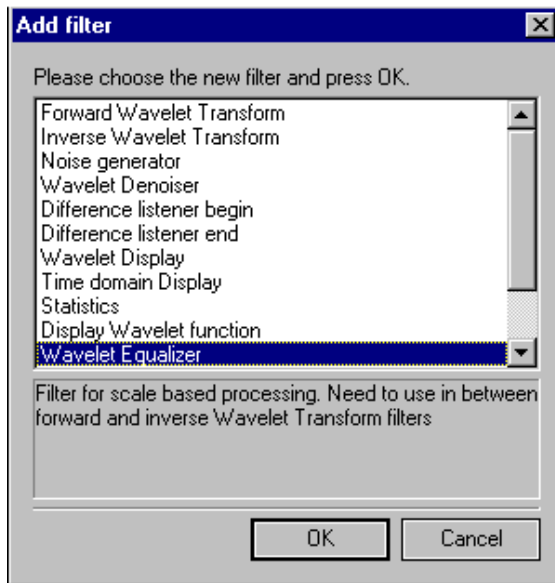 Add filter
Please choose the new filter and press OK.
Forward Wavelet Transform
Inverse Wavelet Transform
Noise generator
Wavelet Denoiser
Difference listener begin
Difference listener end
Wavelet Display
Time domain Display
Statistics
Display Wavelet function
Wavelet Equalizer
Filter for scale based processing. Need to use in between
forward and inverse Wavelet Transform filters
OK
Cancel